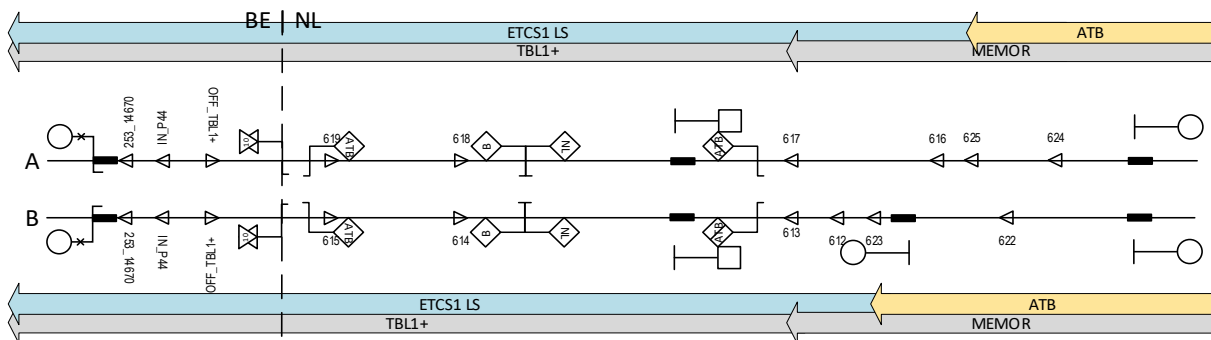 BE NL
ETCS1 LS
ATB
TBL1+
MEMOR
253_14670
IN_P44
OFF_TBL1+
619
ATB
618
B
NL
ATB
617
616
625
624
A
B
253_14670
IN_P44
OFF_TBL1+
615
ATB
614
B
NL
ATB
613
612
623
622
ETCS1 LS
ATB
TBL1+
MEMOR